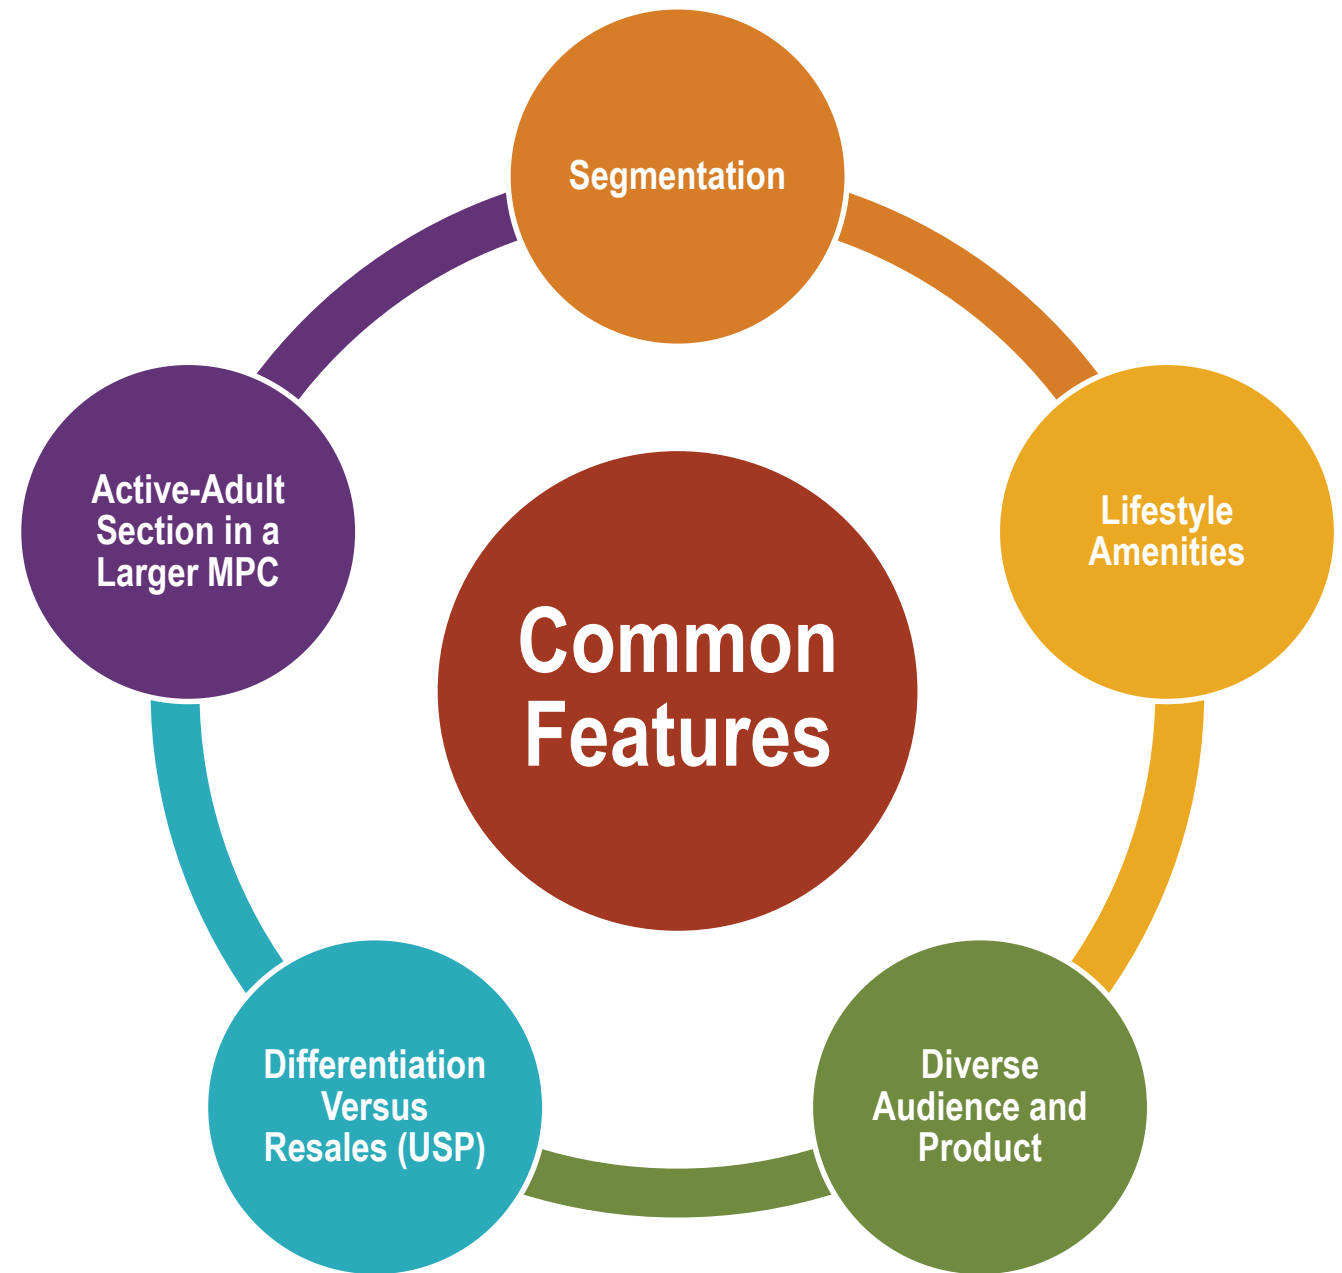 Segmentation
Lifestyle
Amenities
Diverse
Audience and
Product
Differentiation
Versus
Resales (USP)
Active-Adult
Section in a
Larger MPC
Common
Features